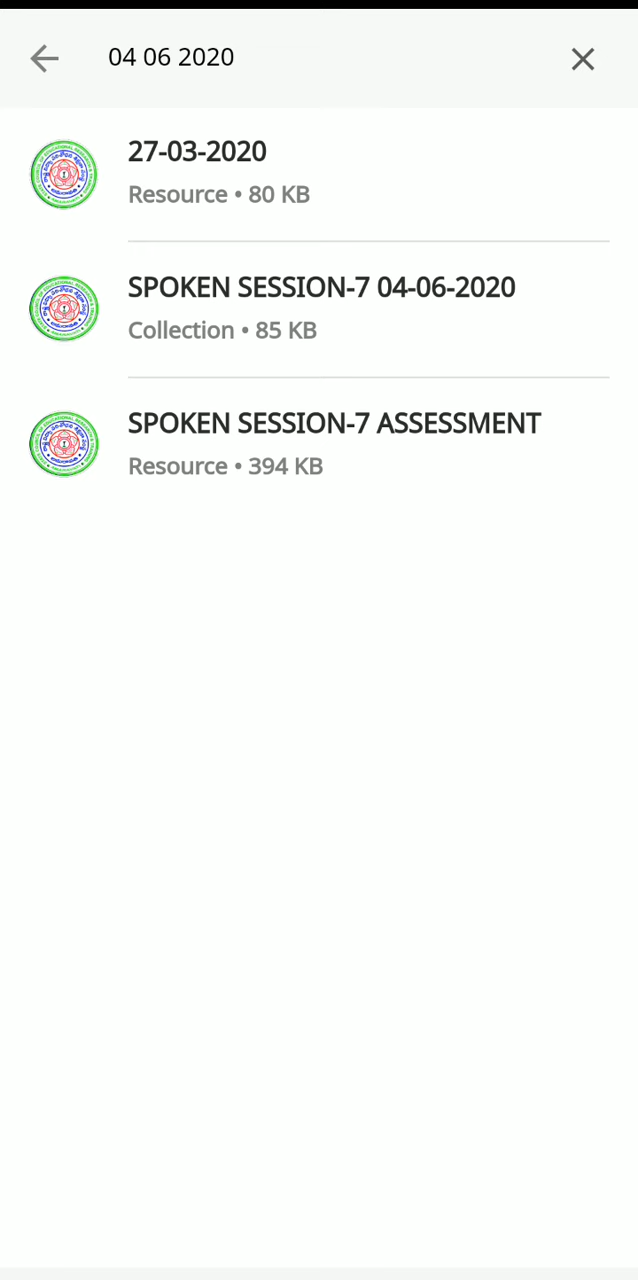 04 06 2020
27-03-2020
Resource • 80 KB
SPOKEN SESSION-7 04-06-2020
Collection • 85 KB
SPOKEN SESSION-7 ASSESSMENT
Resource • 394 KB